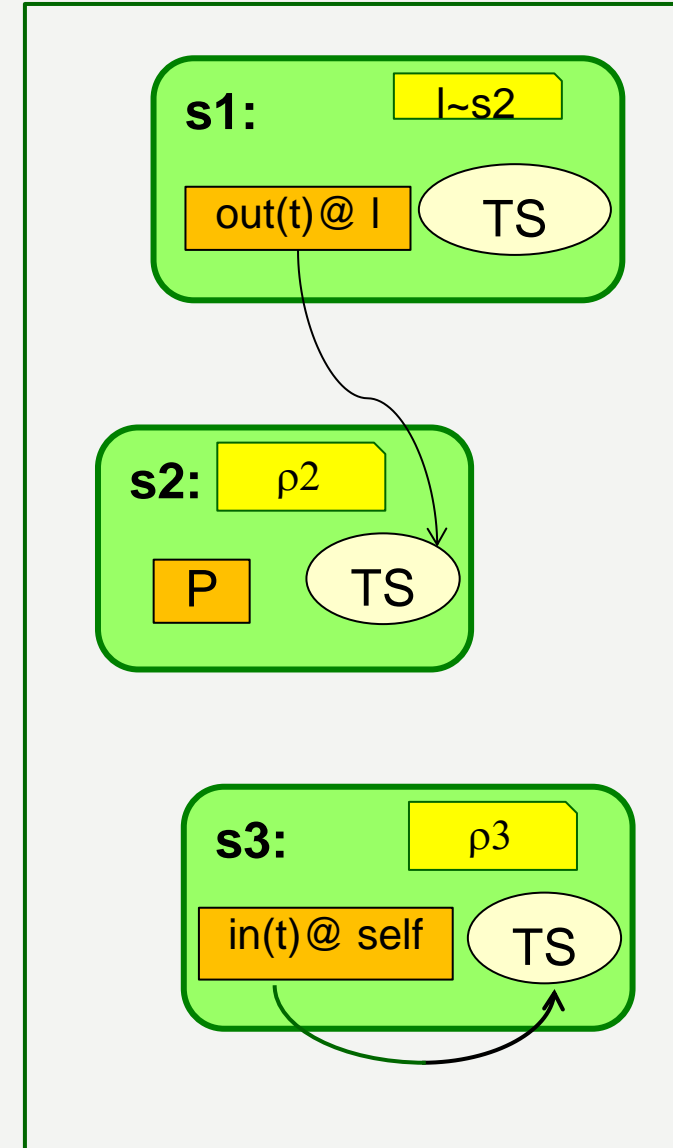 s1:
l~s2
out(t)@ l
TS
s2:
ρ2
P
TS
s3:
ρ3
in(t)@ self
TS